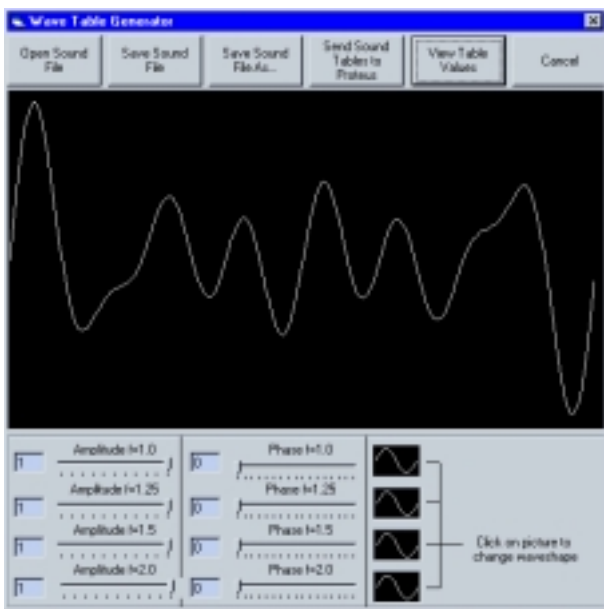 Wave Table Generator
Open Sound
File
Save Sound
File
Save Sound
File As...
Send Sound
Tables to
Proteus
View Table
Values
Cancel
Amplitude f=1.0
1
Phase f=1.0
0
Amplitude f=1.25
1
Phase f=1.25
0
Amplitude f=1.5
1
Phase f=1.5
0
Amplitude f=2.0
1
Phase f=2.0
0
Click on picture to
change waveshape